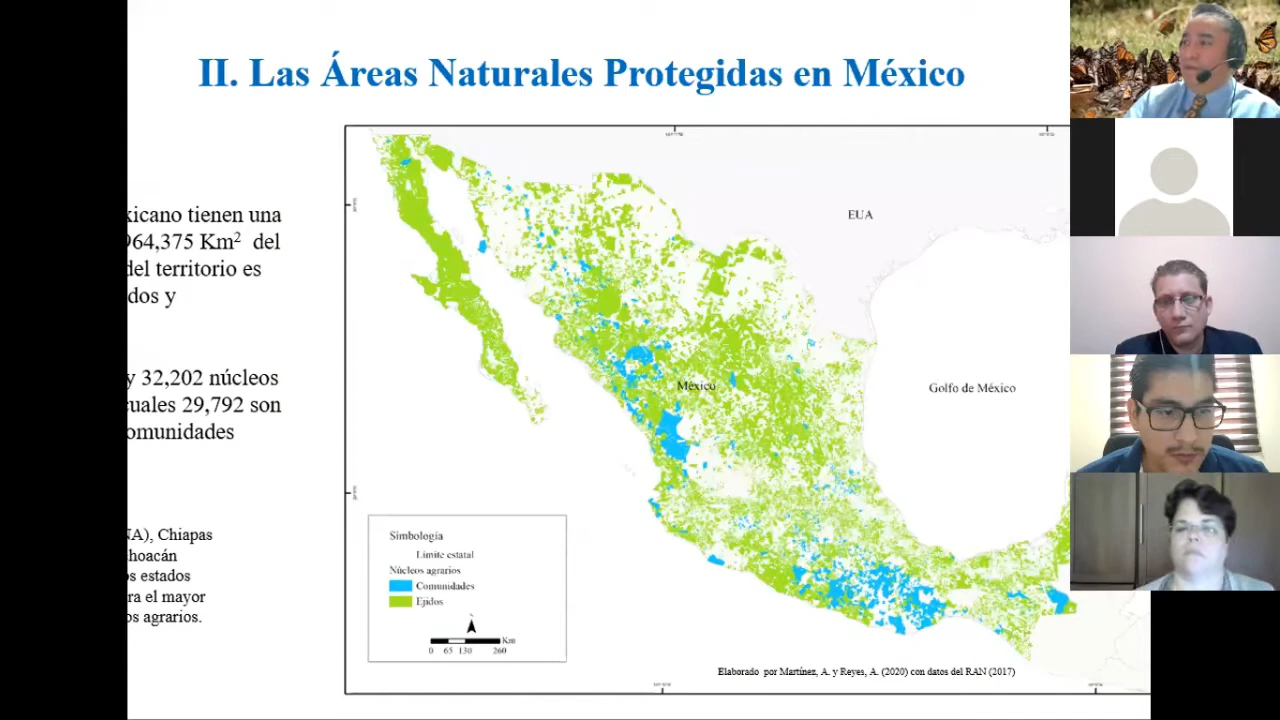 II. Las Áreas Naturales Protegidas en México
xicano tienen una
964,375 Km² del
del territorio es
dos y
y 32,202 núcleos
cuales 29,792 son
omunidades
NA), Chiapas
hoacán
os estados
ra el mayor
os agrarios.
EUA
México
Golfo de México
Simbología
Límite estatal
Núcleos agrarios
Comunidades
Ejidos
Km
0 65 130 260
Elaborado por Martínez, A. y Reyes, A. (2020) con datos del RAN (2017)